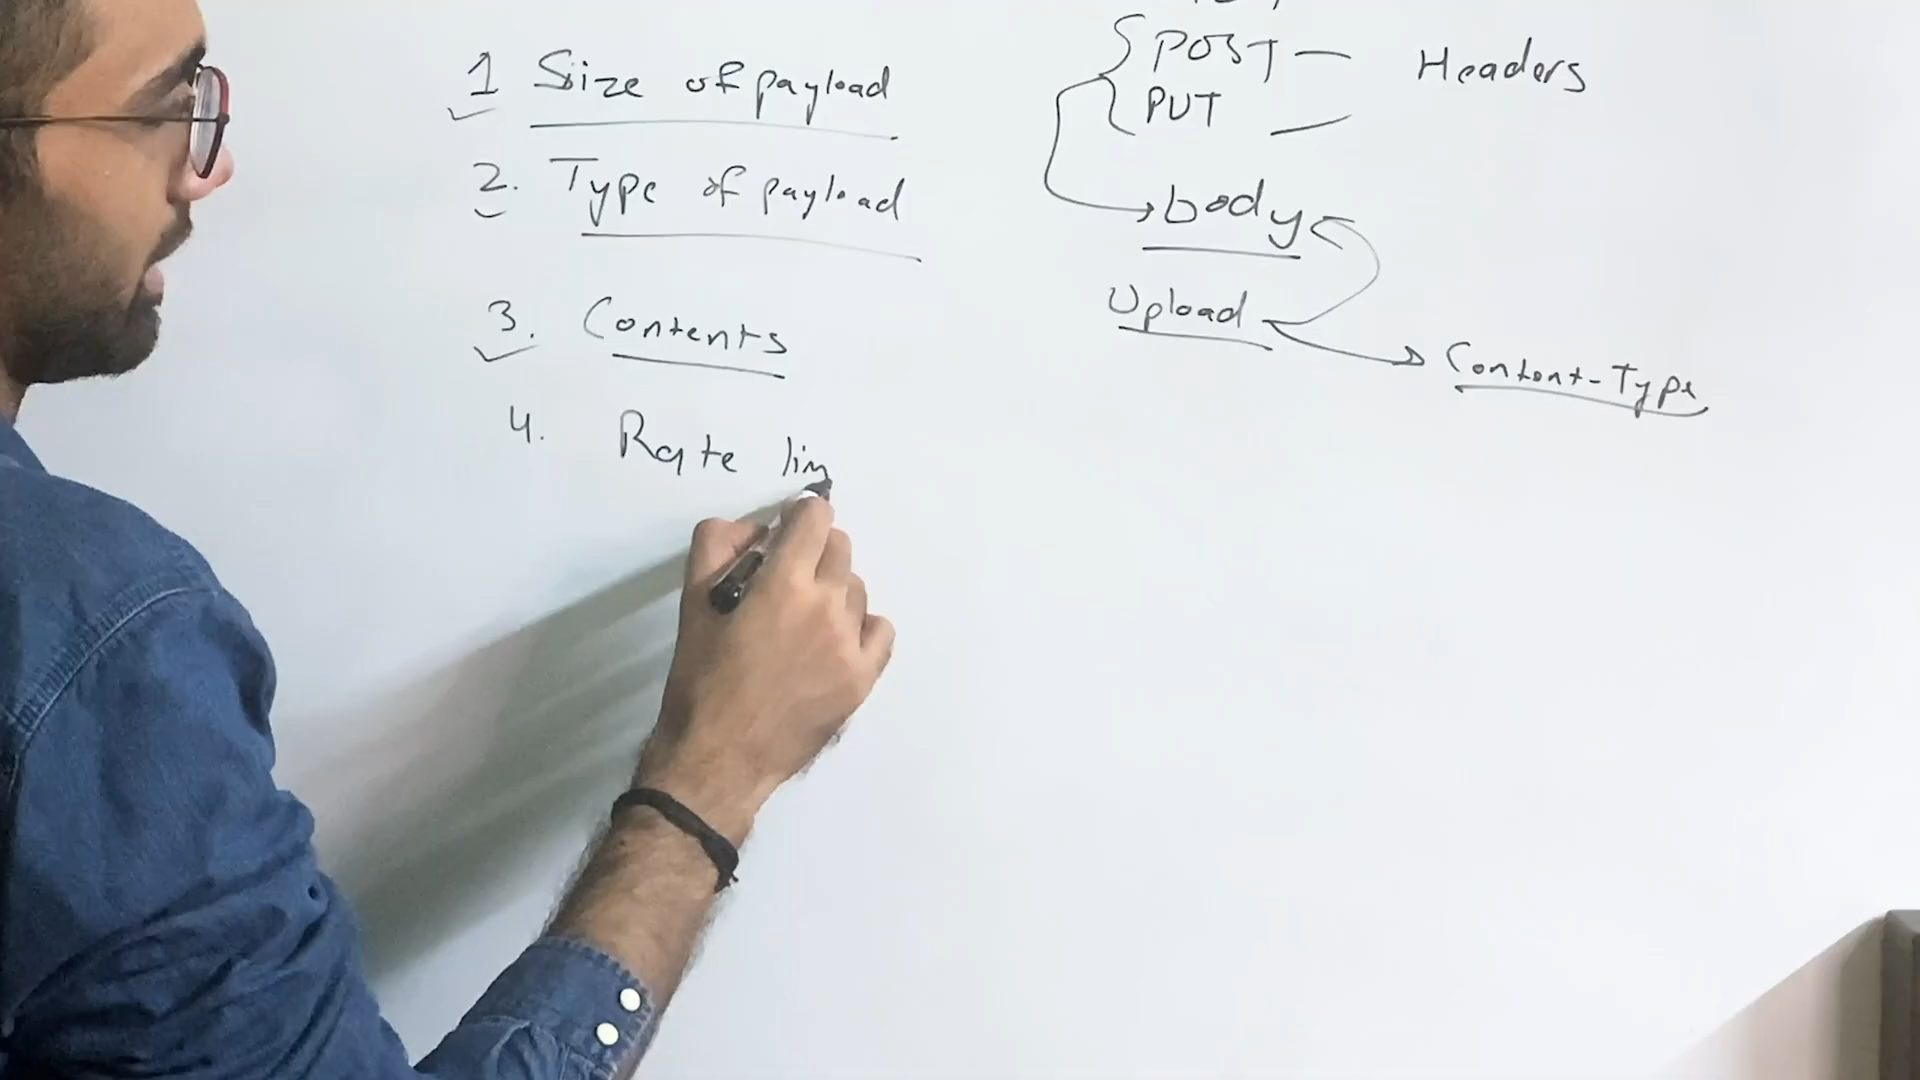 1 Size of payload
2. Type of payload
3. Contents
4. Rate lim
POST — Headers
PUT —
body
Upload
Content-Type